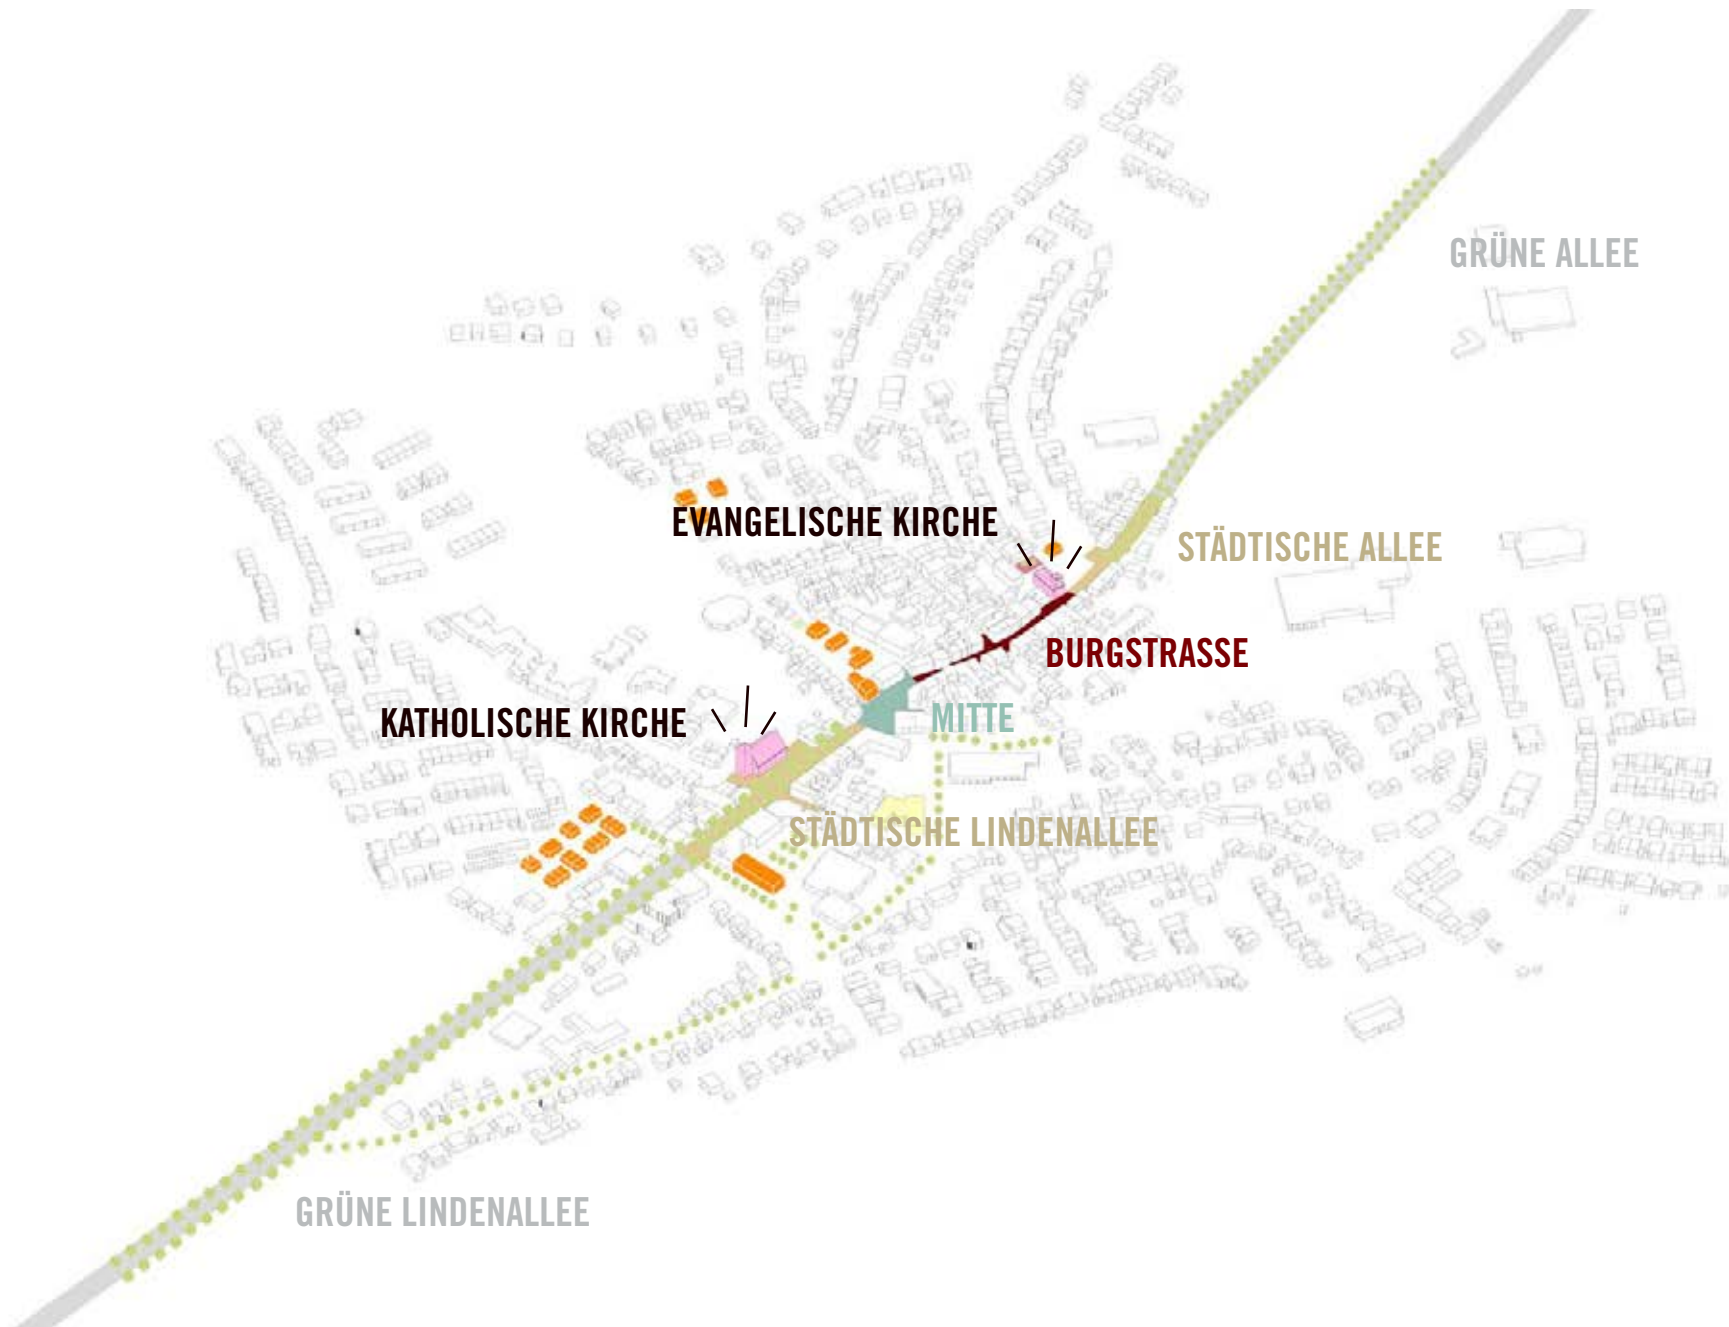 GRÜNE ALLEE
EVANGELISCHE KIRCHE
STÄDTISCHE ALLEE
BURGSTRASSE
KATHOLISCHE KIRCHE
MITTE
STÄDTISCHE LINDENALLEE
GRÜNE LINDENALLEE